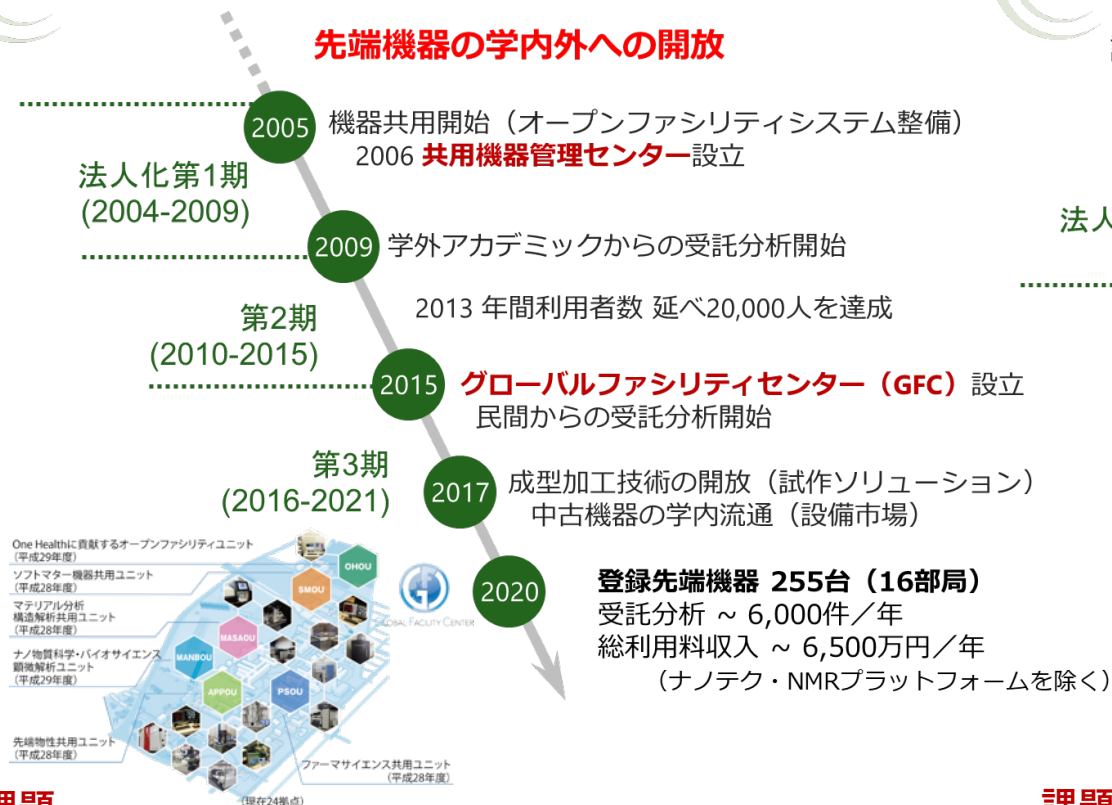 先端機器の学内外への開放
2005
機器共用開始（オープンファシリティシステム整備）
2006 共用機器管理センター設立
法人化第1期
(2004-2009)
2009
学外アカデミックからの受託分析開始
2013 年間利用者数 延べ20,000人を達成
第2期
(2010-2015)
2015
グローバルファシリティセンター（GFC）設立
民間からの受託分析開始
第3期
(2016-2021)
2017
成型加工技術の開放（試作ソリューション）
中古機器の学内流通（設備市場）
2020
登録先端機器 255台（16部局）
受託分析 ~ 6,000件／年
総利用料収入 ~ 6,500万円／年
（ナノテク・NMRプラットフォームを除く）
One Healthに貢献するオープンファシリティユニット
（平成29年度）
ソフトマター機器共用ユニット
（平成28年度）
マテリアル分析
構造解析共用ユニット
（平成28年度）
ナノ物質科学・バイオサイエンス
顕微解析ユニット
（平成29年度）
先端物性共用ユニット
（平成28年度）
OHOU
SMOU
MASAOU
MANBOU
APPOU
PSOU
GLOBAL FACILITY CENTER
ファーマサイエンス共用ユニット
（平成28年度）
（現在24拠点）
法人
課題
課題